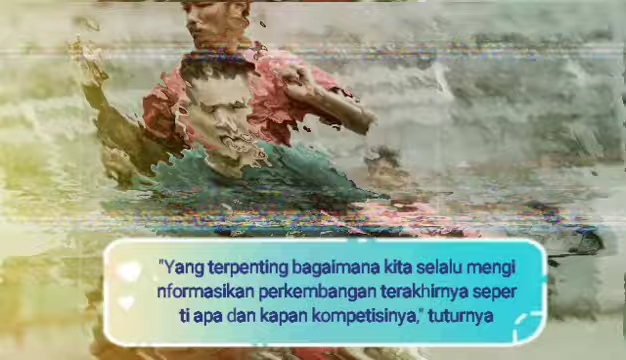 "Yang terpenting bagaimana kita selalu mengi
nformasikan perkembangan terakhirnya seper
ti apa dan kapan kompetisinya," tuturnya